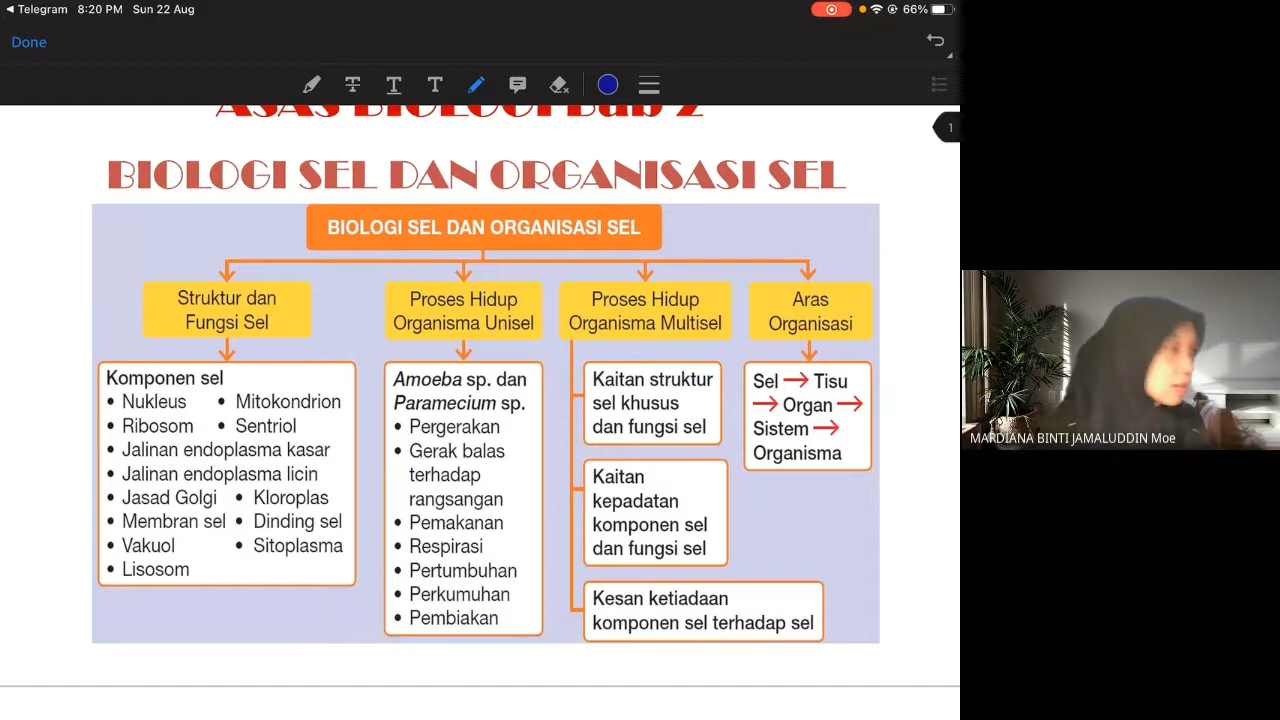 Telegram 8:20 PM Sun 22 Aug 66%
Done
T T T
1
ASAS BIOLOGI Bab 2
BIOLOGI SEL DAN ORGANISASI SEL
BIOLOGI SEL DAN ORGANISASI SEL
Struktur dan
Fungsi Sel
Komponen sel
• Nukleus • Mitokondrion
• Ribosom • Sentriol
• Jalinan endoplasma kasar
• Jalinan endoplasma licin
• Jasad Golgi • Kloroplas
• Membran sel • Dinding sel
• Vakuol • Sitoplasma
• Lisosom
Proses Hidup
Organisma Unisel
Amoeba sp. dan
Paramecium sp.
• Pergerakan
• Gerak balas
terhadap
rangsangan
• Pemakanan
• Respirasi
• Pertumbuhan
• Perkumuhan
• Pembiakan
Proses Hidup
Organisma Multisel
Kaitan struktur
sel khusus
dan fungsi sel
Kaitan
kepadatan
komponen sel
dan fungsi sel
Kesan ketiadaan
komponen sel terhadap sel
Aras
Organisasi
Sel → Tisu
→ Organ →
Sistem →
Organisma
MARDIANA BINTI JAMALUDDIN Moe